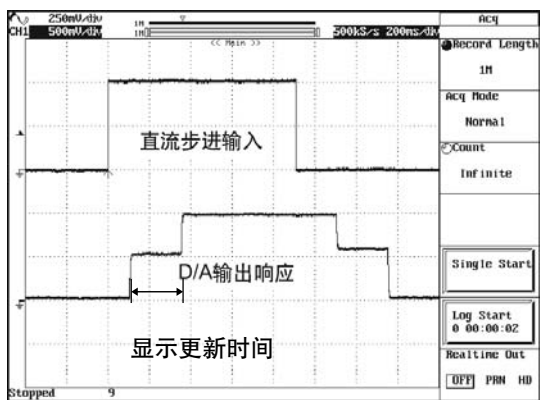 250mV/div
CH1 500mV/div
1M
1M
500kS/s 200ms/div
<< Main >>
Acq
Record Length
1M
Acq Mode
Normal
Count
Infinite
直流步进输入
D/A输出响应
显示更新时间
Single Start
Log Start
0 00:00:02
Realtime Out
OFF PRN HD
Stopped 9